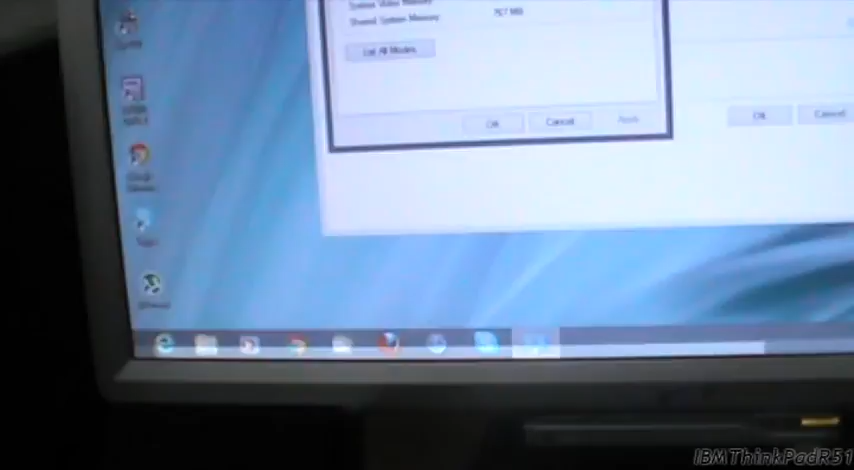 System Video Memory:
Shared System Memory:
767 MB
List All Modes
OK
Cancel
Apply
OK
Cancel
IBMThinkPadR51